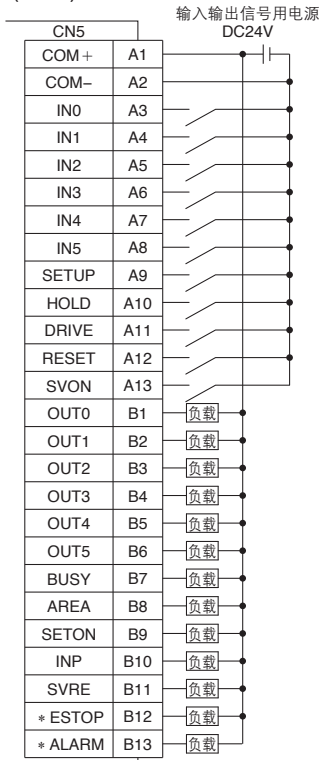 输入输出信号用电源
CN5 DC24V
COM+ A1
COM– A2
IN0 A3
IN1 A4
IN2 A5
IN3 A6
IN4 A7
IN5 A8
SETUP A9
HOLD A10
DRIVE A11
RESET A12
SVON A13
OUT0 B1 负载
OUT1 B2 负载
OUT2 B3 负载
OUT3 B4 负载
OUT4 B5 负载
OUT5 B6 负载
BUSY B7 负载
AREA B8 负载
SETON B9 负载
INP B10 负载
SVRE B11 负载
* ESTOP B12 负载
* ALARM B13 负载